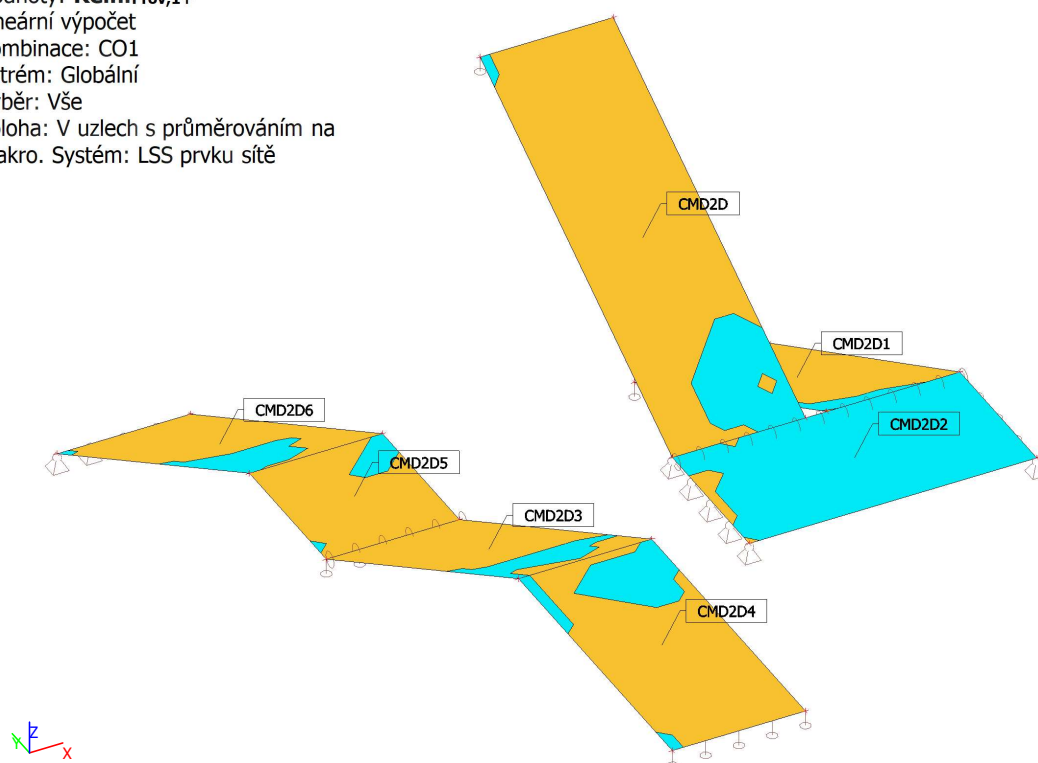 neární výpočet
ombinace: CO1
trém: Globální
běr: Vše
loha: V uzlech s průměrováním na
akro. Systém: LSS prvku sítě
CMD2D
CMD2D1
CMD2D2
CMD2D6
CMD2D5
CMD2D3
CMD2D4
Z
Y
X